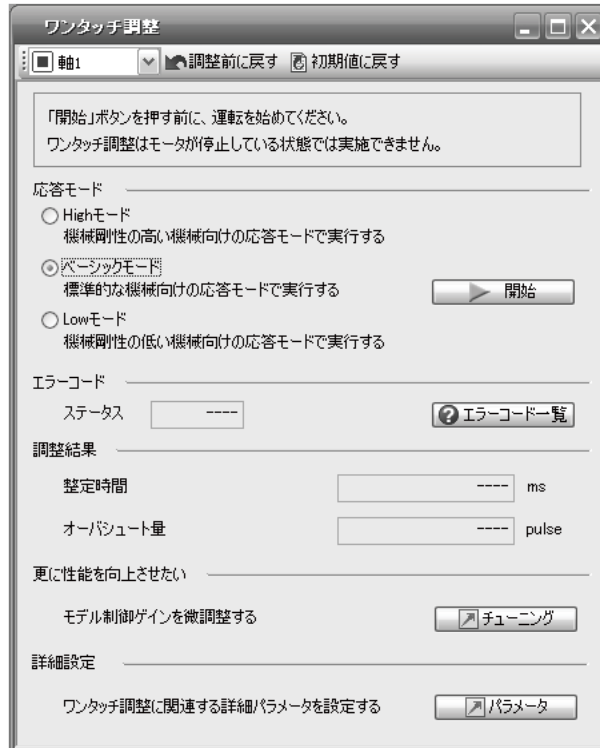 ワンタッチ調整
軸1 調整前に戻す 初期値に戻す
「開始」ボタンを押す前に、運転を始めてください。
ワンタッチ調整はモータが停止している状態では実施できません。
応答モード
Highモード
機械剛性の高い機械向けの応答モードで実行する
ベーシックモード
標準的な機械向けの応答モードで実行する
開始
Lowモード
機械剛性の低い機械向けの応答モードで実行する
エラーコード
ステータス ---- エラーコード一覧
調整結果
整定時間 ---- ms
オーバシュート量 ---- pulse
更に性能を向上させたい
モデル制御ゲインを微調整する チューニング
詳細設定
ワンタッチ調整に関連する詳細パラメータを設定する パラメータ